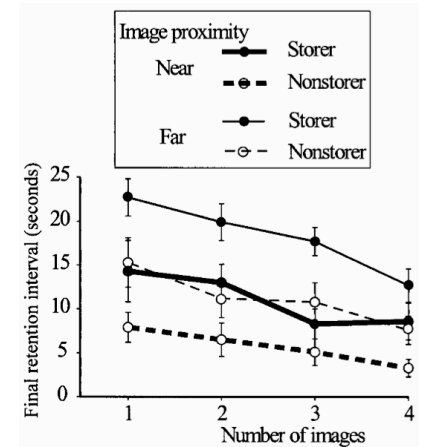 Image proximity
Near
Storer
Nonstorer
Far
Storer
Nonstorer
Final retention interval (seconds)
25
20
15
10
5
0
1 2 3 4
Number of images